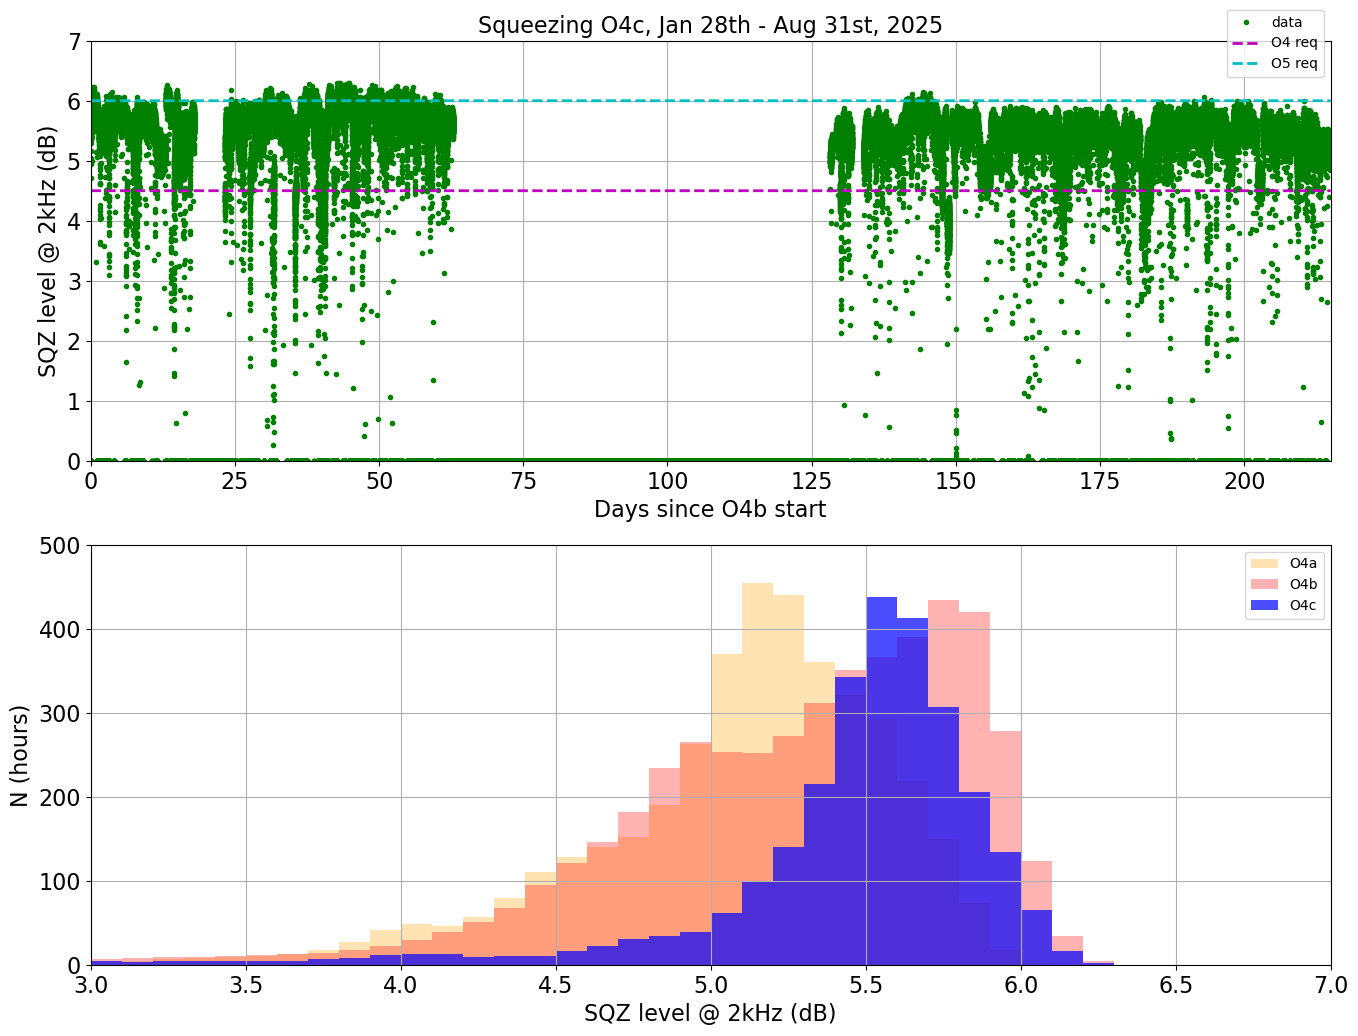 Squeezing O4c, Jan 28th - Aug 31st, 2025
data
O4 req
O5 req
SQZ level @ 2kHz (dB)
7
6
5
4
3
2
1
0
0 25 50 75 100 125 150 175 200
Days since O4b start
O4a
O4b
O4c
N (hours)
500
400
300
200
100
0
3.0 3.5 4.0 4.5 5.0 5.5 6.0 6.5 7.0
SQZ level @ 2kHz (dB)